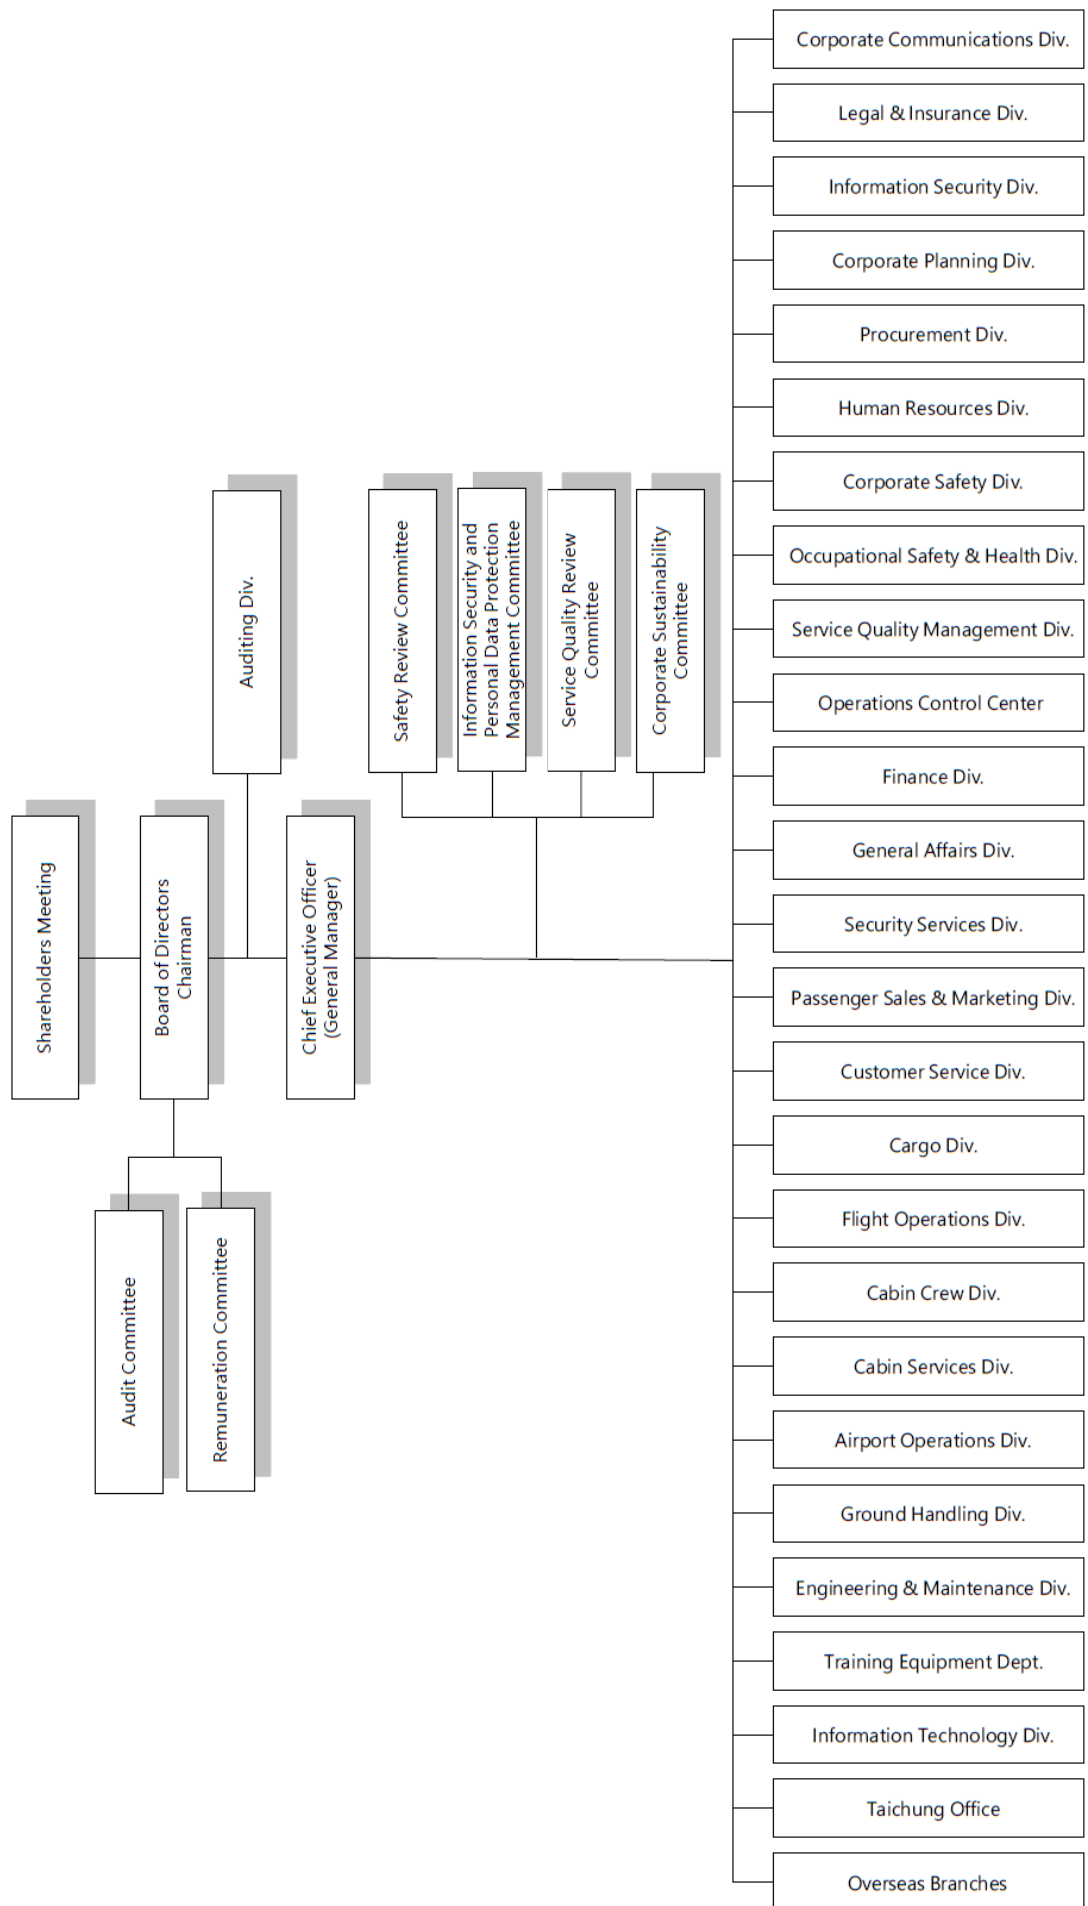 Shareholders Meeting
Board of Directors
Chairman
Audit Committee
Remuneration Committee
Auditing Div.
Chief Executive Officer
(General Manager)
Safety Review Committee
Information Security and
Personal Data Protection
Management Committee
Service Quality Review
Committee
Corporate Sustainability
Committee
Corporate Communications Div.
Legal & Insurance Div.
Information Security Div.
Corporate Planning Div.
Procurement Div.
Human Resources Div.
Corporate Safety Div.
Occupational Safety & Health Div.
Service Quality Management Div.
Operations Control Center
Finance Div.
General Affairs Div.
Security Services Div.
Passenger Sales & Marketing Div.
Customer Service Div.
Cargo Div.
Flight Operations Div.
Cabin Crew Div.
Cabin Services Div.
Airport Operations Div.
Ground Handling Div.
Engineering & Maintenance Div.
Training Equipment Dept.
Information Technology Div.
Taichung Office
Overseas Branches